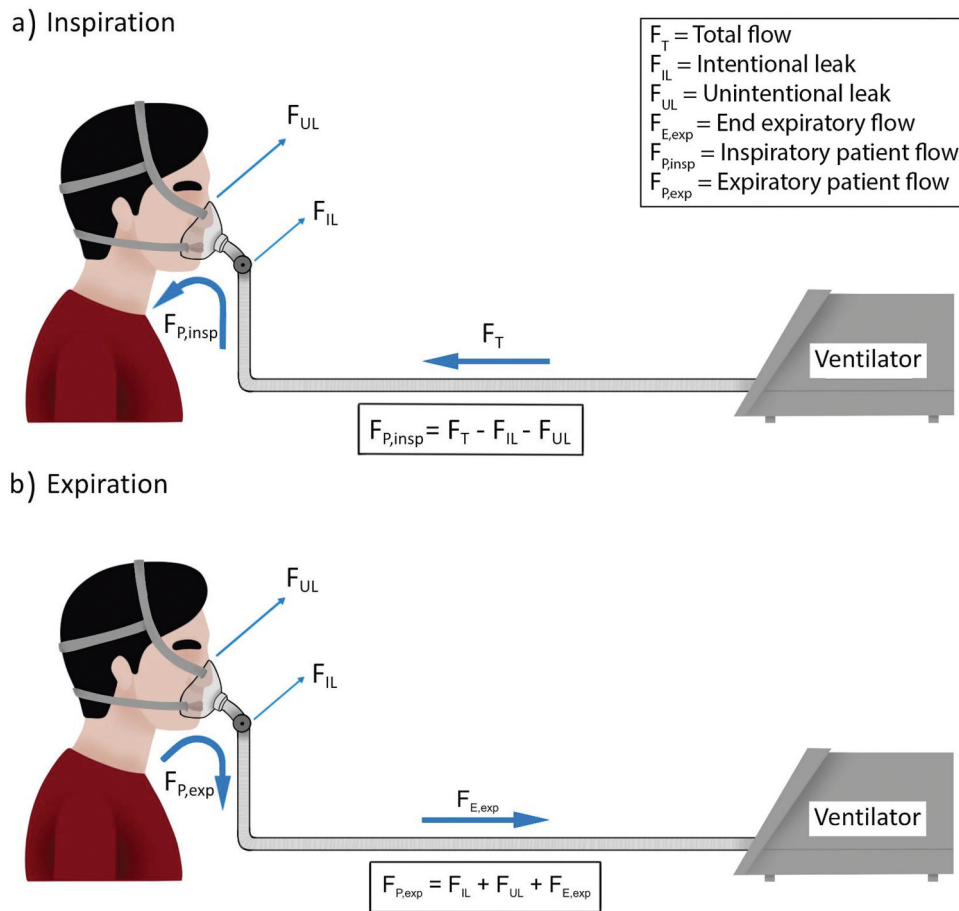 a) Inspiration
F_T = Total flow
F_IL = Intentional leak
F_UL = Unintentional leak
F_E,exp = End expiratory flow
F_P,insp = Inspiratory patient flow
F_P,exp = Expiratory patient flow
F_UL
F_IL
F_P,insp
F_T
Ventilator
F_P,insp = F_T - F_IL - F_UL
b) Expiration
F_UL
F_IL
F_P,exp
F_E,exp
Ventilator
F_P,exp = F_IL + F_UL + F_E,exp